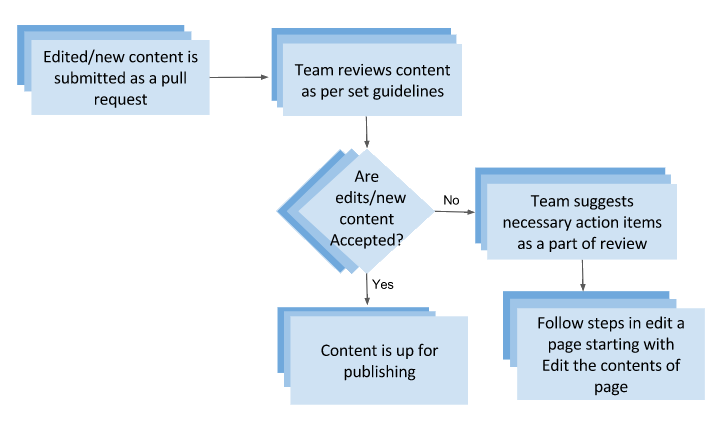 Edited/new content is
submitted as a pull
request
Team reviews content
as per set guidelines
Are
edits/new
content
Accepted?
No
Team suggests
necessary action items
as a part of review
Yes
Content is up for
publishing
Follow steps in edit a
page starting with
Edit the contents of
page